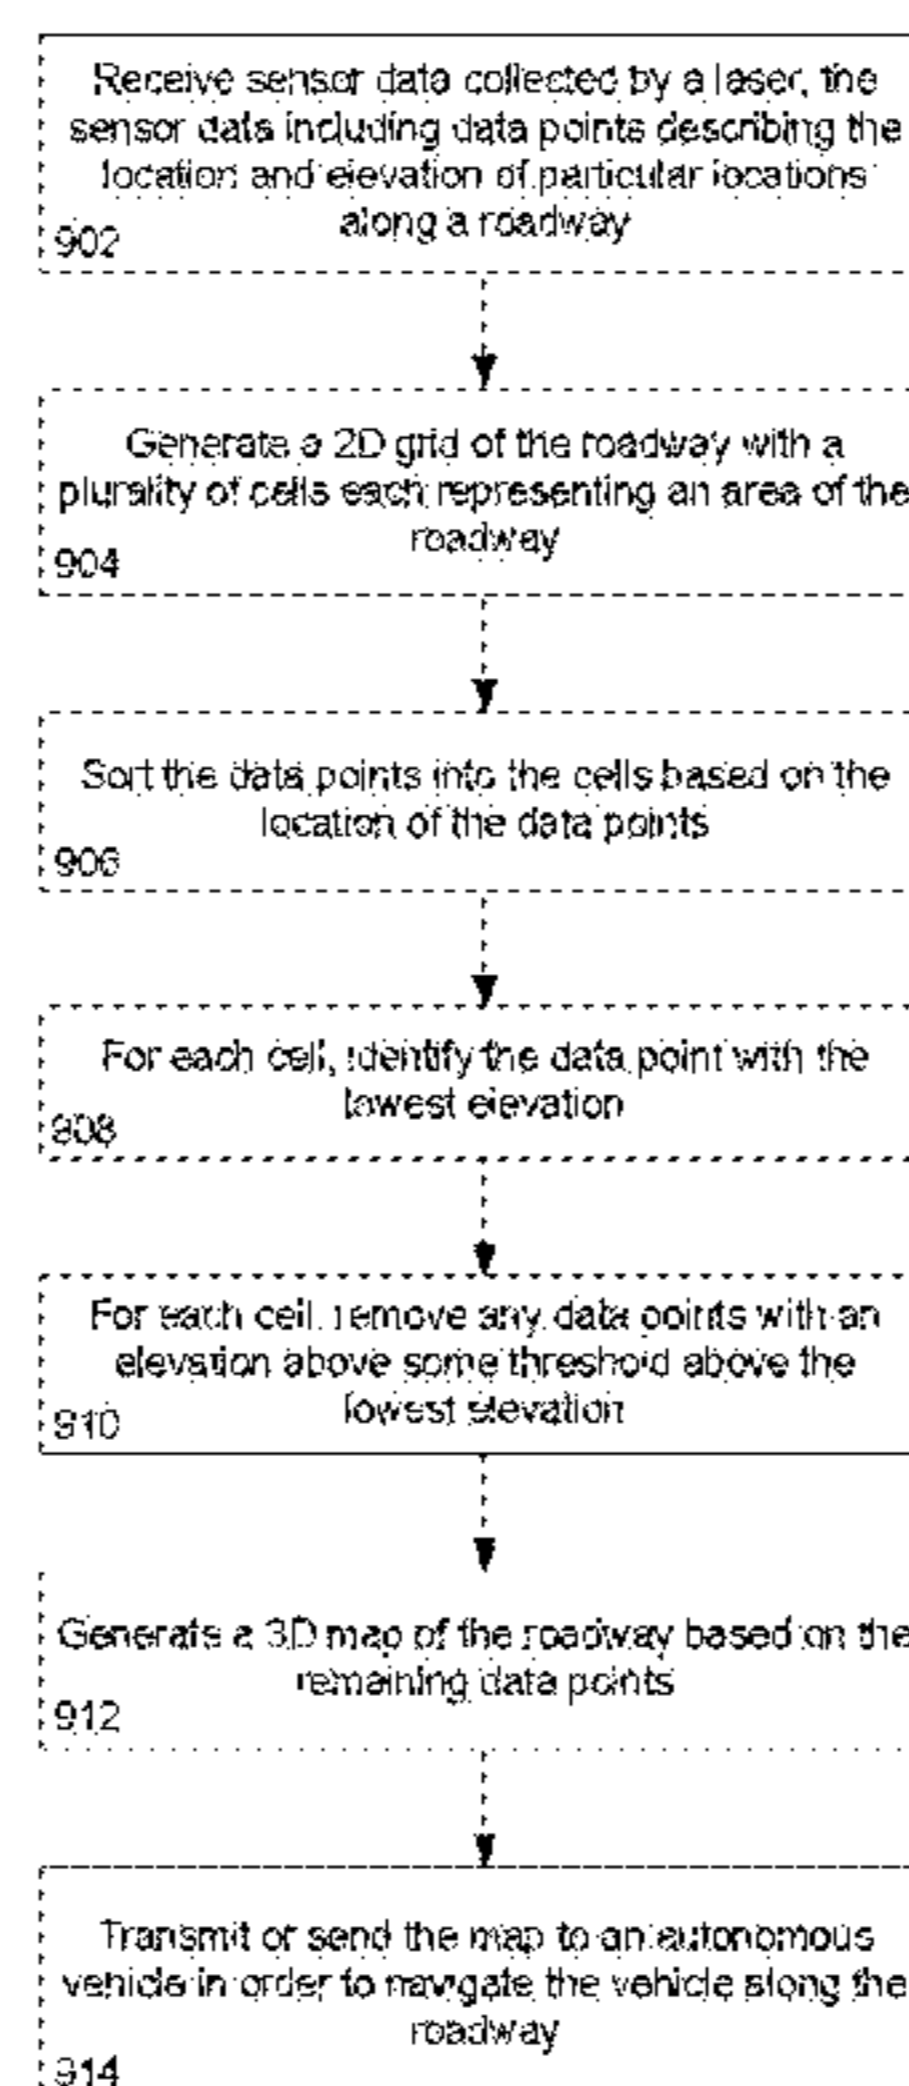 Receive sensor data collected by a laser, the
sensor data including data points describing the
location and elevation of particular locations
along a roadway
902
Generate a 2D grid of the roadway with a
plurality of cells each representing an area of the
roadway
904
Sort the data points into the cells based on the
location of the data points
906
For each cell, identify the data point with the
lowest elevation
908
For each cell, remove any data points with an
elevation above some threshold above the
lowest elevation
910
Generate a 3D map of the roadway based on the
remaining data points
912
Transmit or send the map to an autonomous
vehicle in order to navigate the vehicle along the
roadway
914